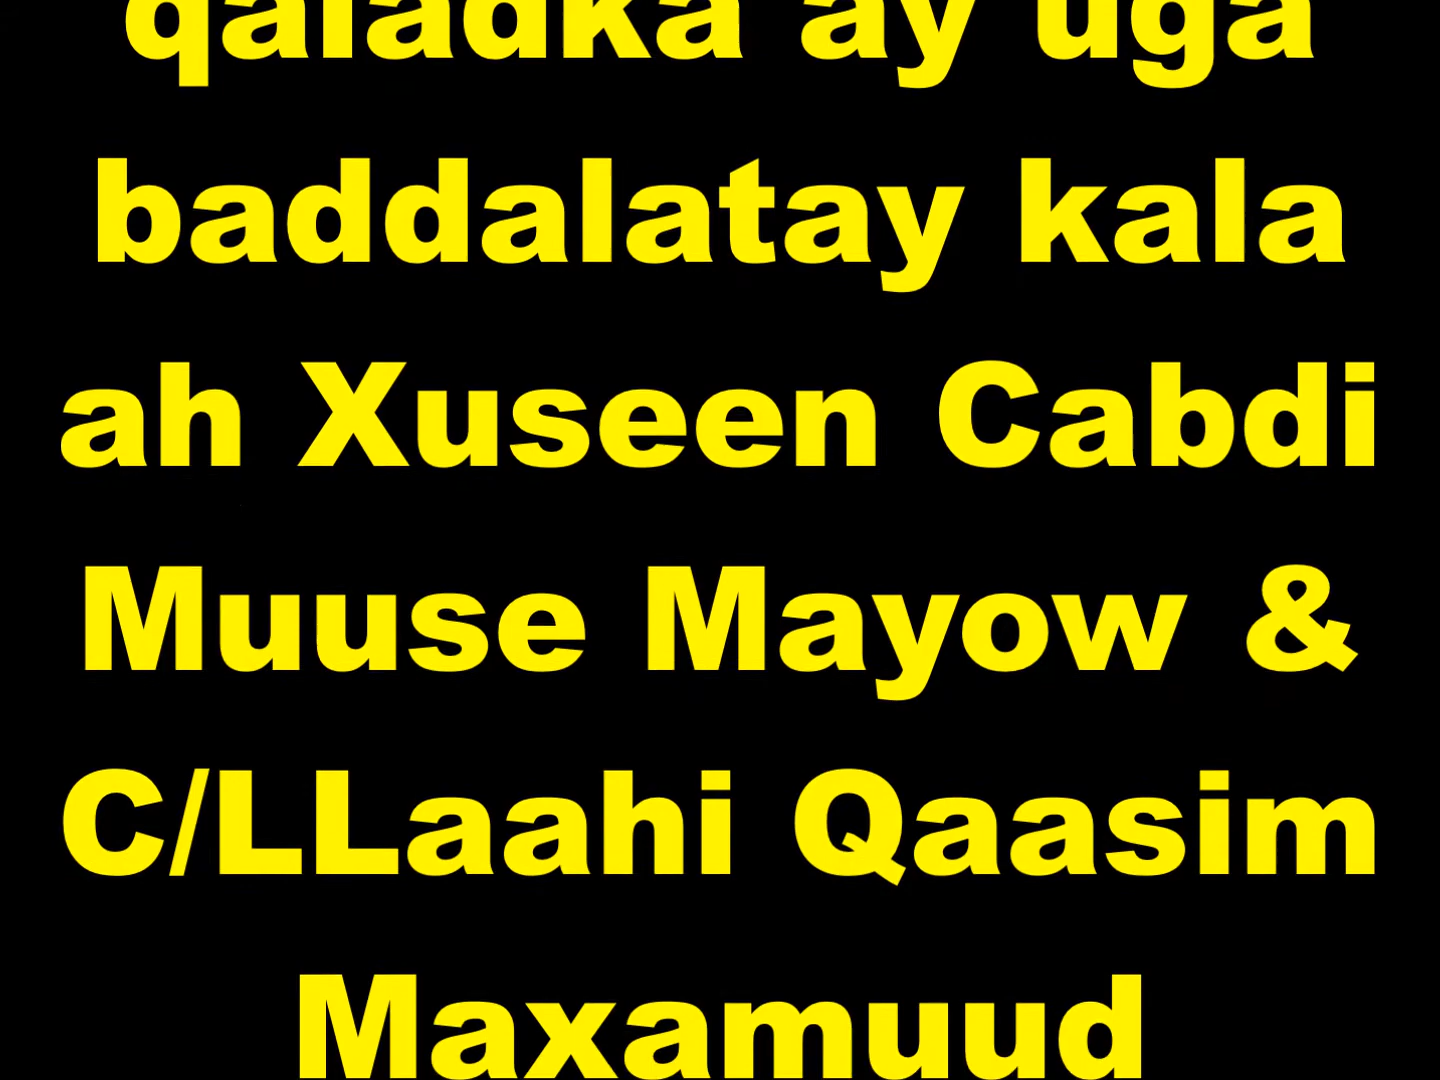 qaladka ay uga
baddalatay kala
ah Xuseen Cabdi
Muuse Mayow &
C/LLaahi Qaasim
Maxamuud